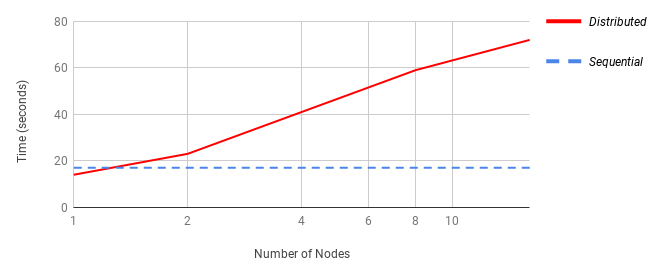 80
60
40
20
0
1 2 4 6 8 10
Time (seconds)
Number of Nodes
Distributed
Sequential